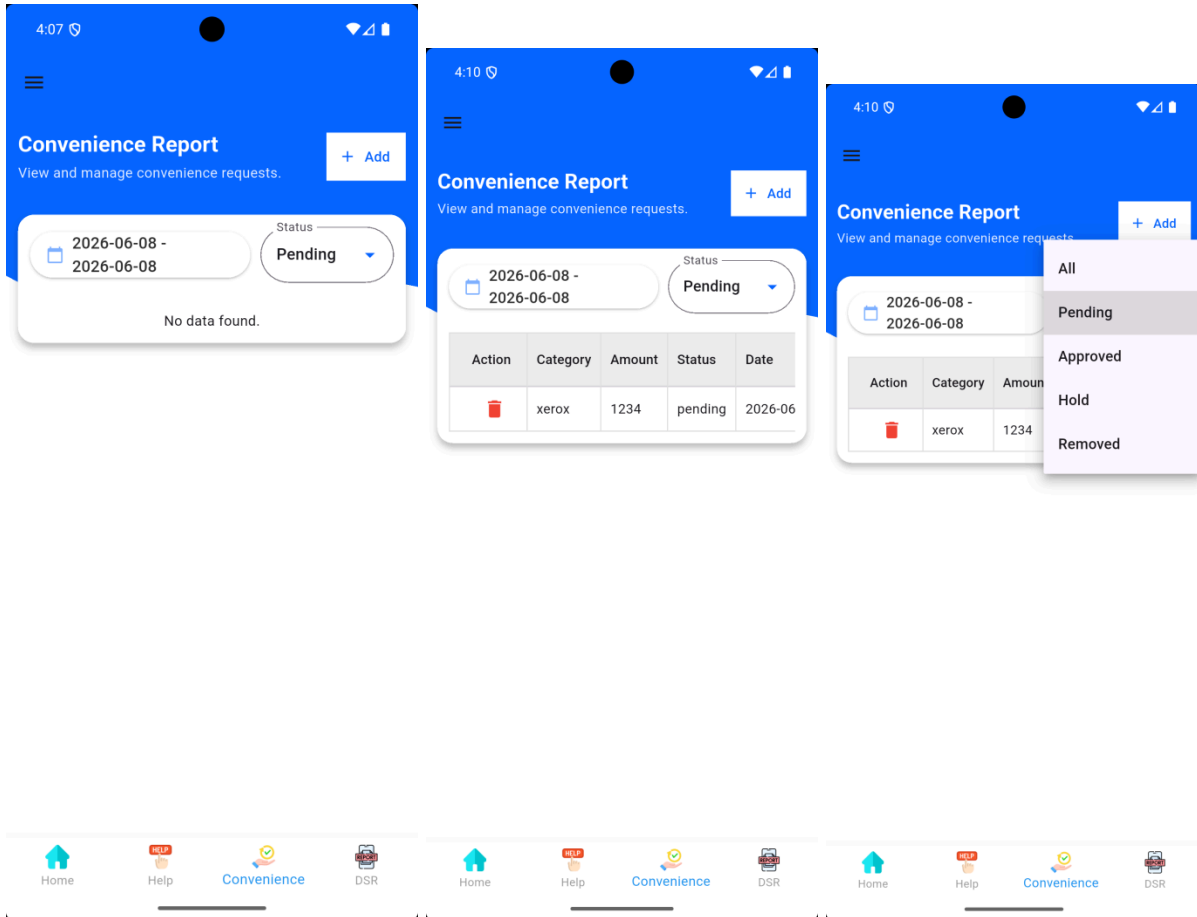 4:07
Convenience Report
+ Add
View and manage convenience requests.
Status
2026-06-08 -
2026-06-08
Pending
No data found.
HELP
REPORT
Home
Help
Convenience
DSR
4:10
Convenience Report
+ Add
View and manage convenience requests.
Status
2026-06-08 -
2026-06-08
Pending
Action Category Amount Status Date
xerox 1234 pending 2026-06
HELP
REPORT
Home
Help
Convenience
DSR
4:10
Convenience Report
+ Add
View and manage convenience requests
All
2026-06-08 -
2026-06-08
Pending
Approved
Action Category Amoun
Hold
xerox 1234
Removed
HELP
REPORT
Home
Help
Convenience
DSR